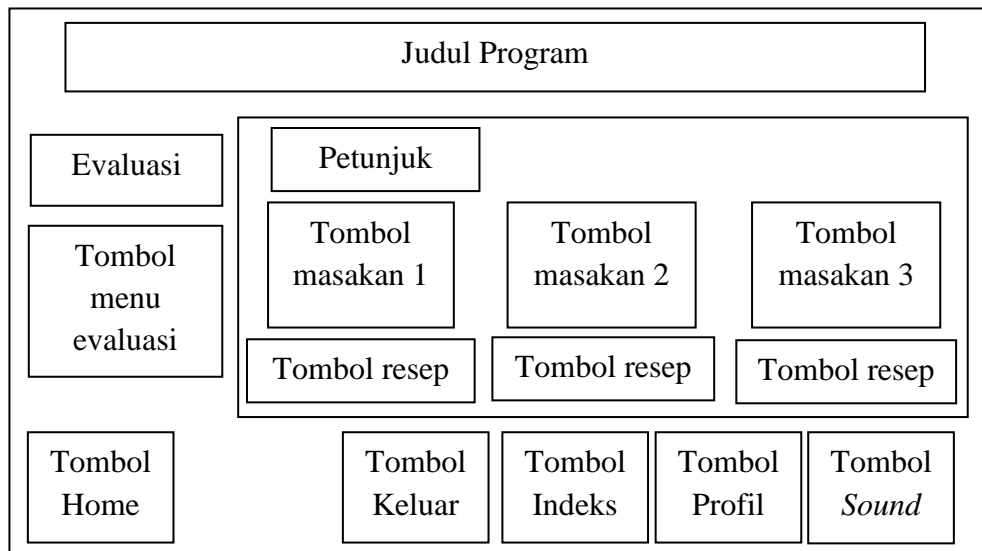 Judul Program
Evaluasi
Tombol
menu
evaluasi
Petunjuk
Tombol
masakan 1
Tombol
masakan 2
Tombol
masakan 3
Tombol resep
Tombol resep
Tombol resep
Tombol
Home
Tombol
Keluar
Tombol
Indeks
Tombol
Profil
Tombol
Sound